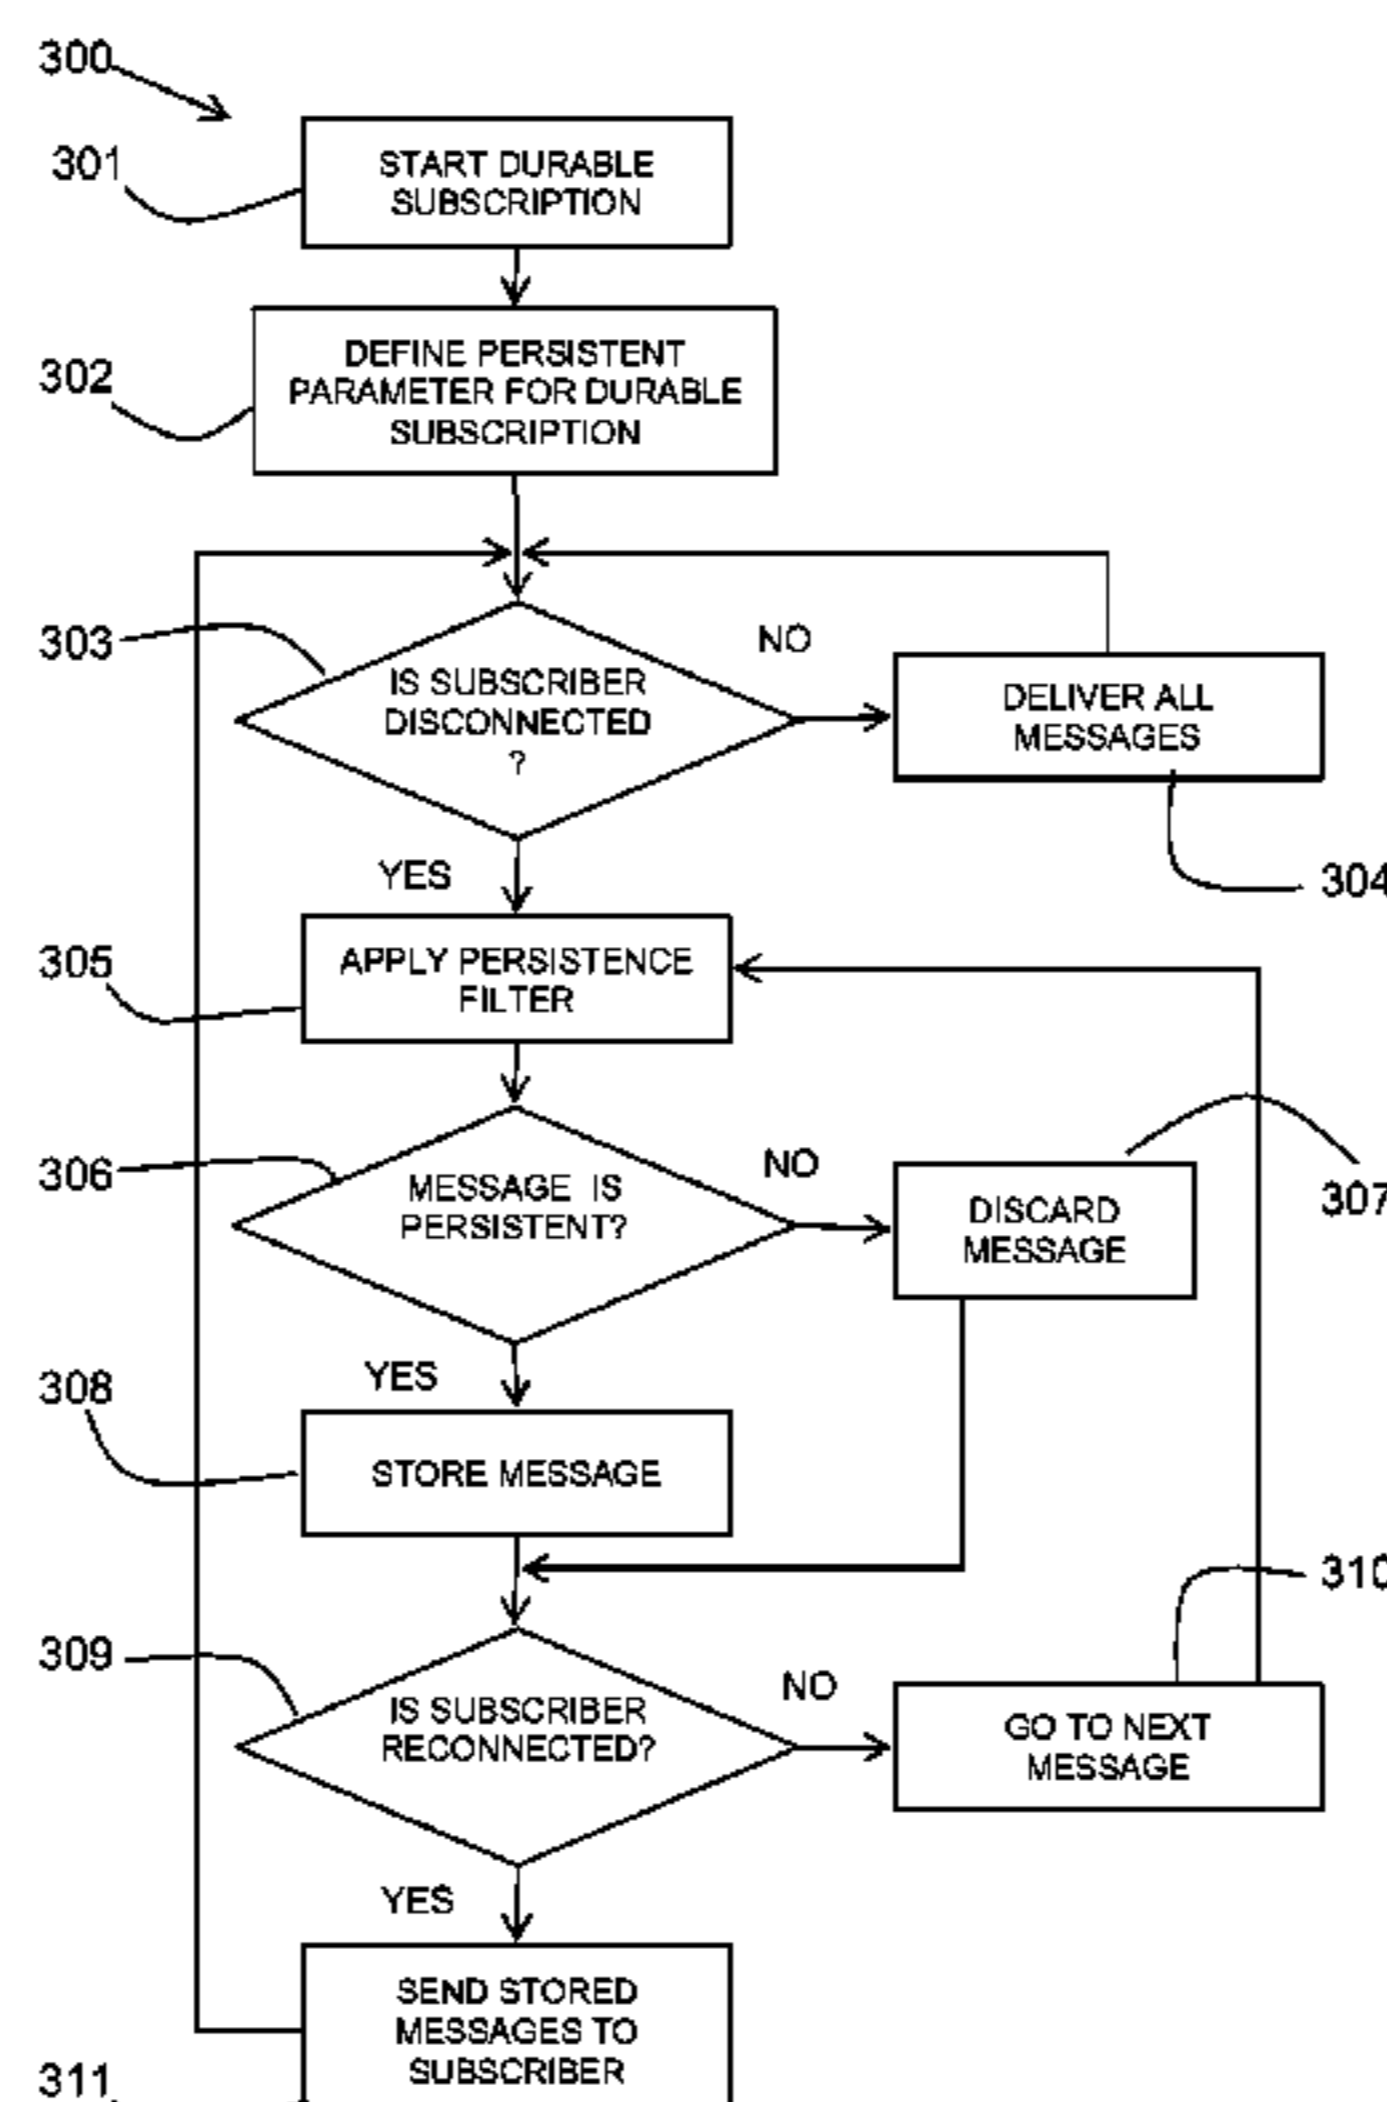 300
301
START DURABLE
SUBSCRIPTION
302
DEFINE PERSISTENT
PARAMETER FOR DURABLE
SUBSCRIPTION
303
IS SUBSCRIBER
DISCONNECTED
?
NO
DELIVER ALL
MESSAGES
304
YES
305
APPLY PERSISTENCE
FILTER
306
MESSAGE IS
PERSISTENT?
NO
DISCARD
MESSAGE
307
YES
308
STORE MESSAGE
309
IS SUBSCRIBER
RECONNECTED?
NO
GO TO NEXT
MESSAGE
310
YES
SEND STORED
MESSAGES TO
SUBSCRIBER
311